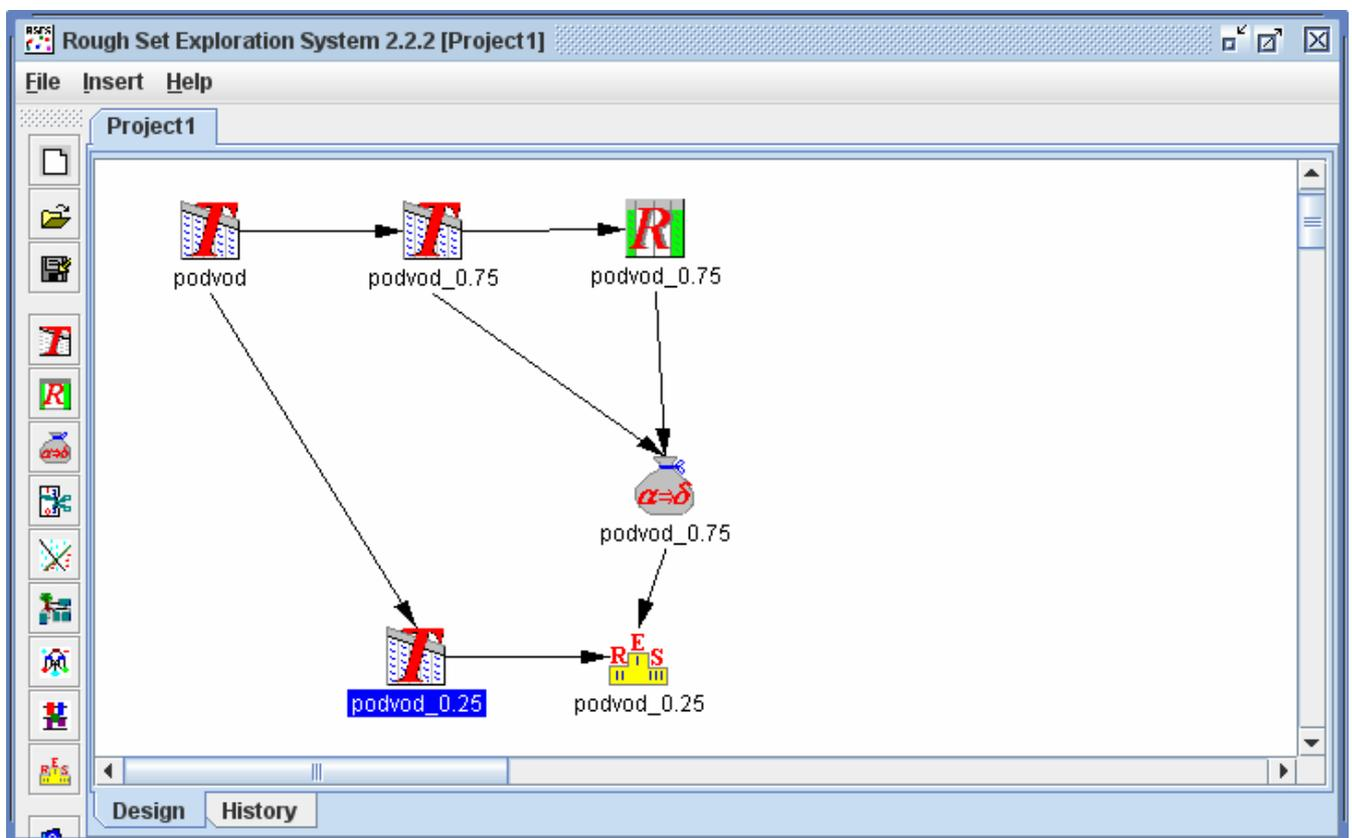 Rough Set Exploration System 2.2.2 [Project1]
File Insert Help
Project1
T
T
R
podvod
podvod_0.75
podvod_0.75
α⇒δ
podvod_0.75
T
RES
podvod_0.25
podvod_0.25
Design History